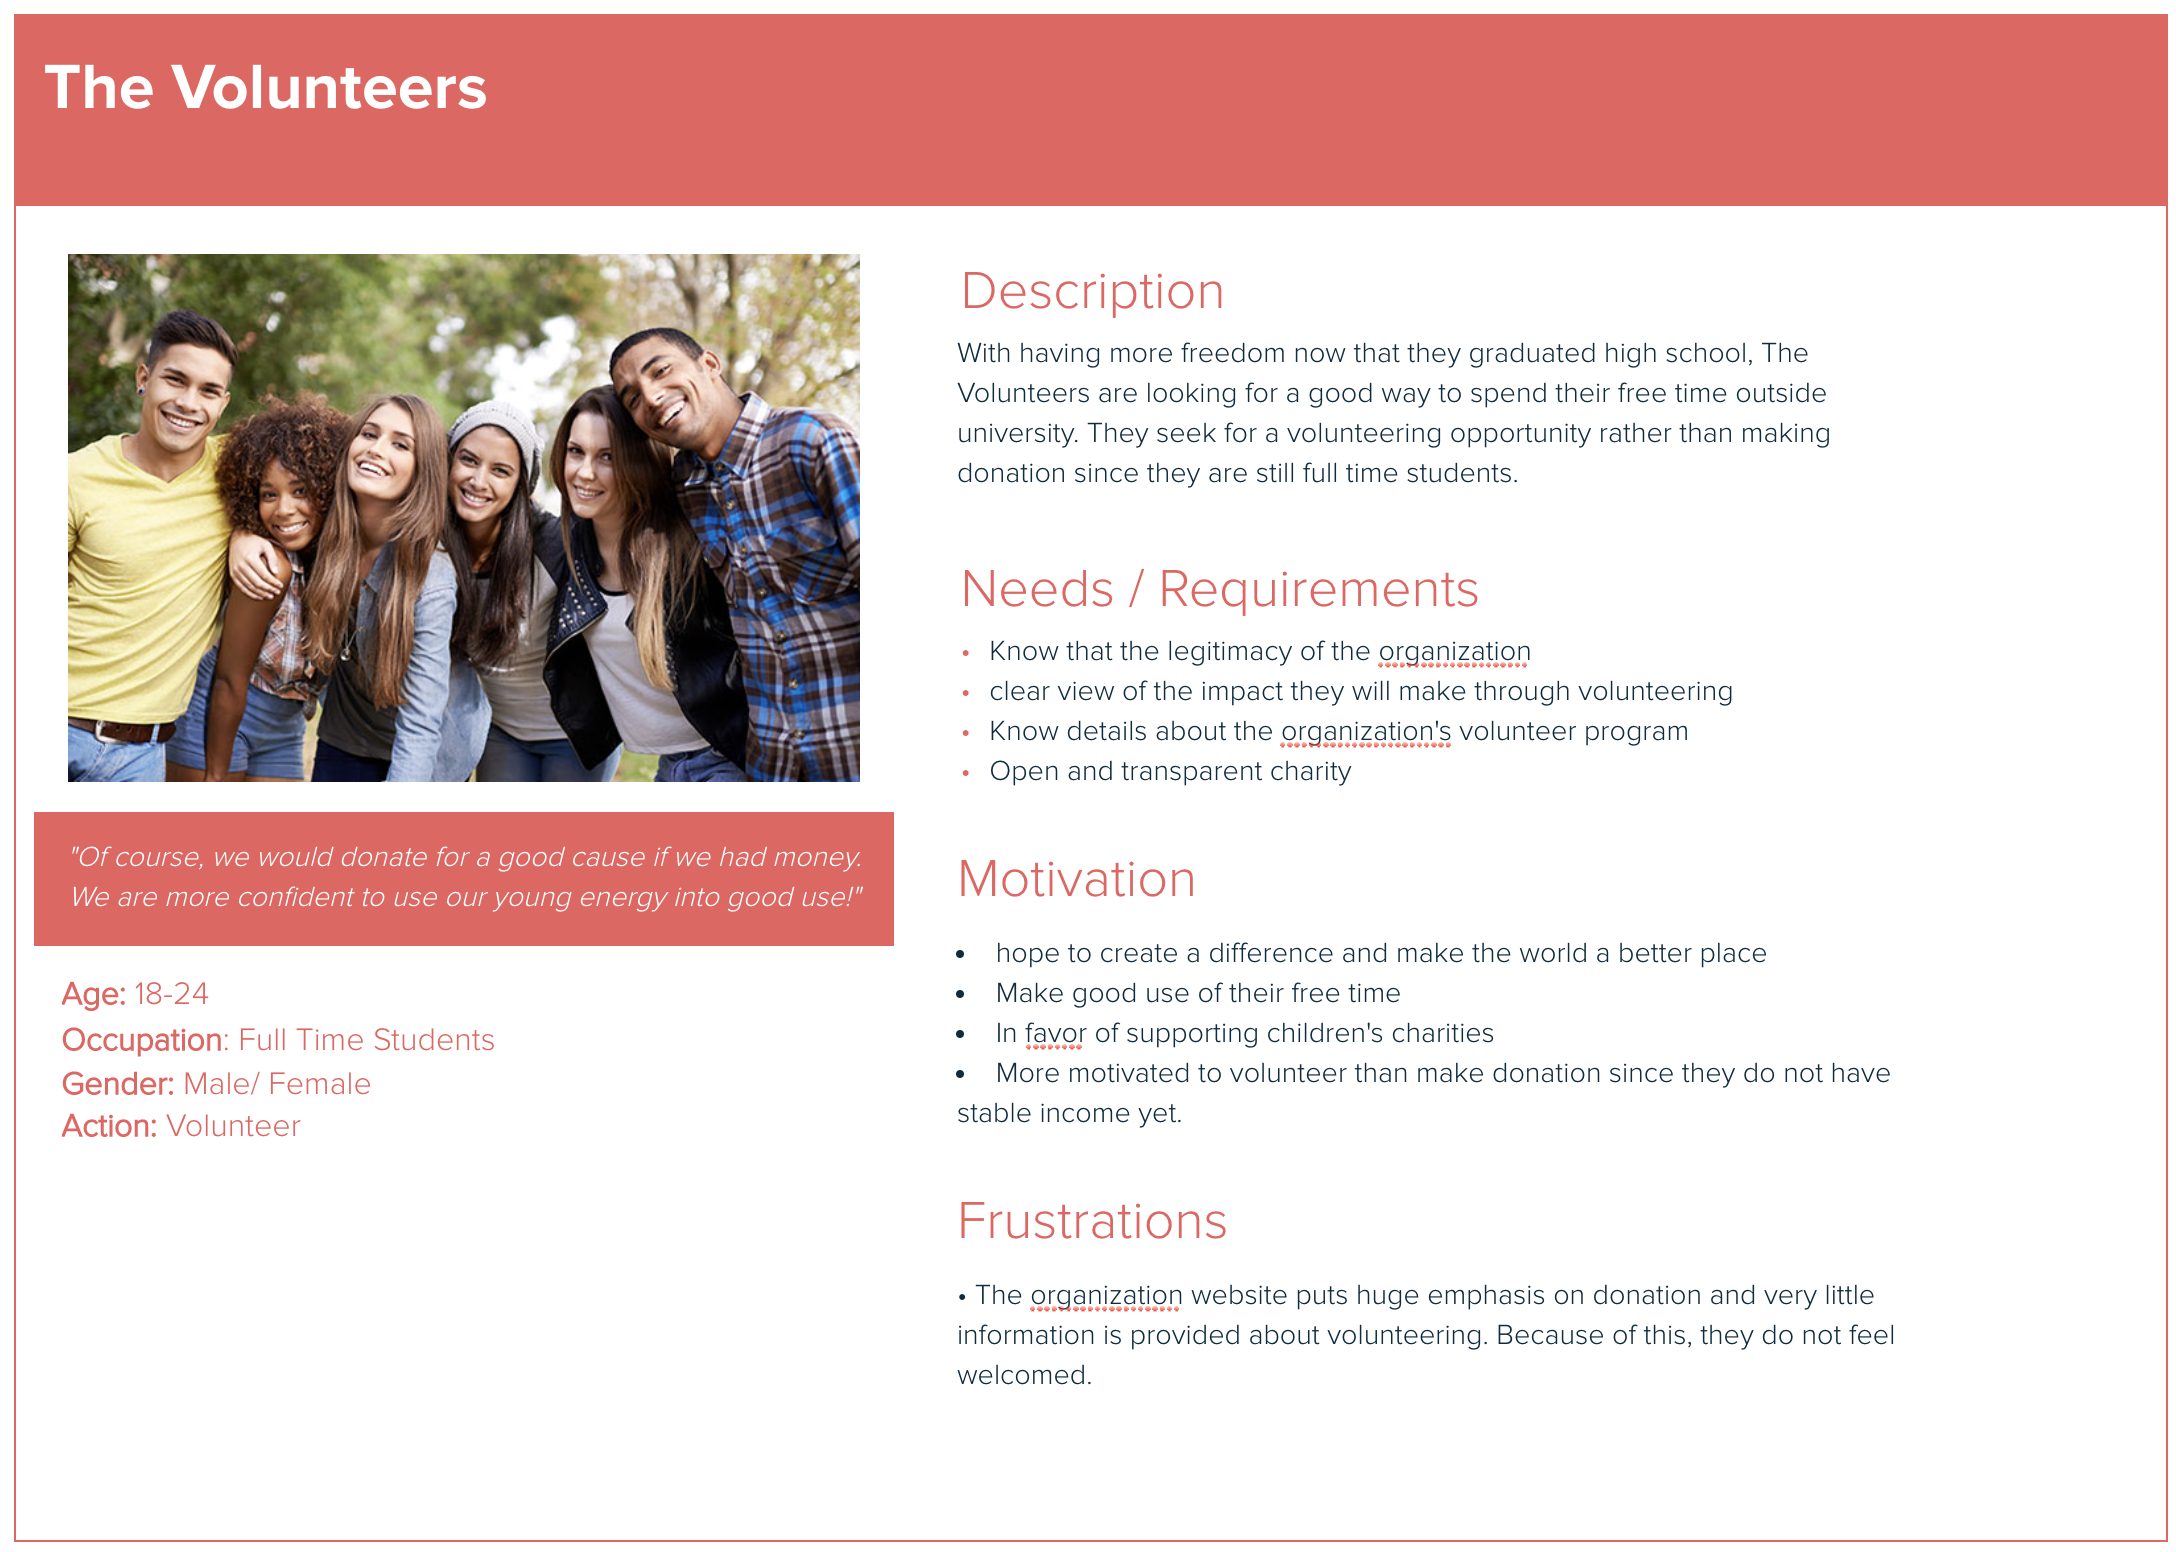 The Volunteers
"Of course, we would donate for a good cause if we had money.
We are more confident to use our young energy into good use!"
Age: 18-24
Occupation: Full Time Students
Gender: Male/ Female
Action: Volunteer
Description
With having more freedom now that they graduated high school, The
Volunteers are looking for a good way to spend their free time outside
university. They seek for a volunteering opportunity rather than making
donation since they are still full time students.
Needs / Requirements
• Know that the legitimacy of the organization
• clear view of the impact they will make through volunteering
• Know details about the organization's volunteer program
• Open and transparent charity
Motivation
• hope to create a difference and make the world a better place
• Make good use of their free time
• In favor of supporting children's charities
• More motivated to volunteer than make donation since they do not have
stable income yet.
Frustrations
• The organization website puts huge emphasis on donation and very little
information is provided about volunteering. Because of this, they do not feel
welcomed.